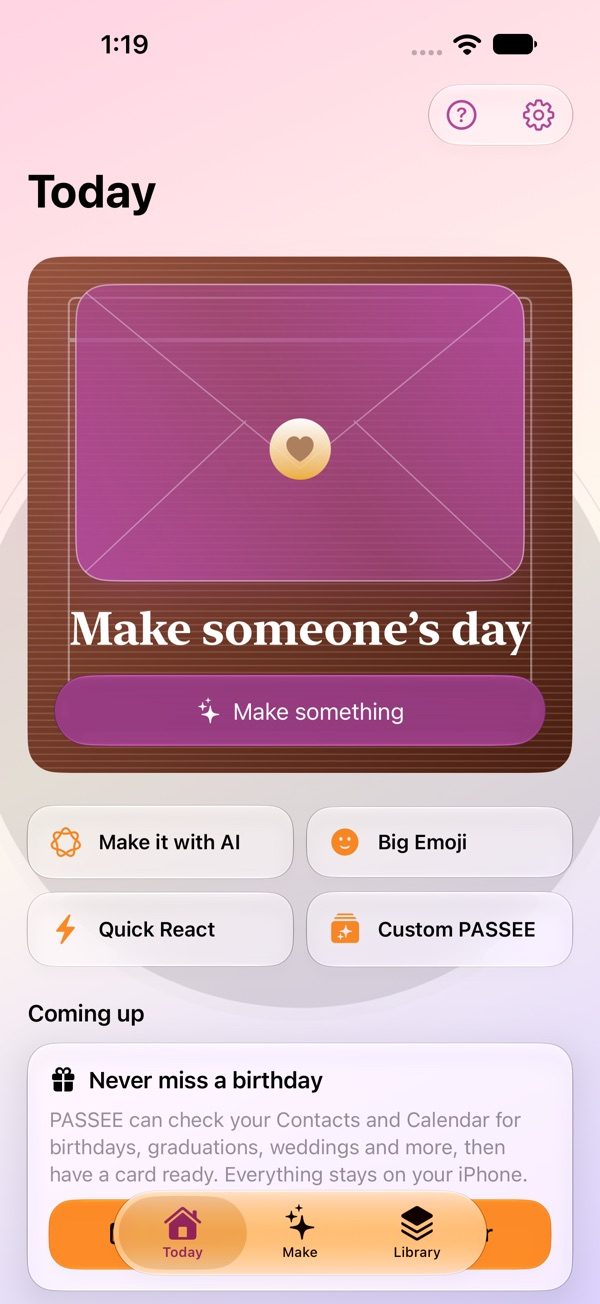 1:19
Today
Make someone’s day
Make something
Make it with AI
Big Emoji
Quick React
Custom PASSEE
Coming up
Never miss a birthday
PASSEE can check your Contacts and Calendar for
birthdays, graduations, weddings and more, then
have a card ready. Everything stays on your iPhone.
Today
Make
Library